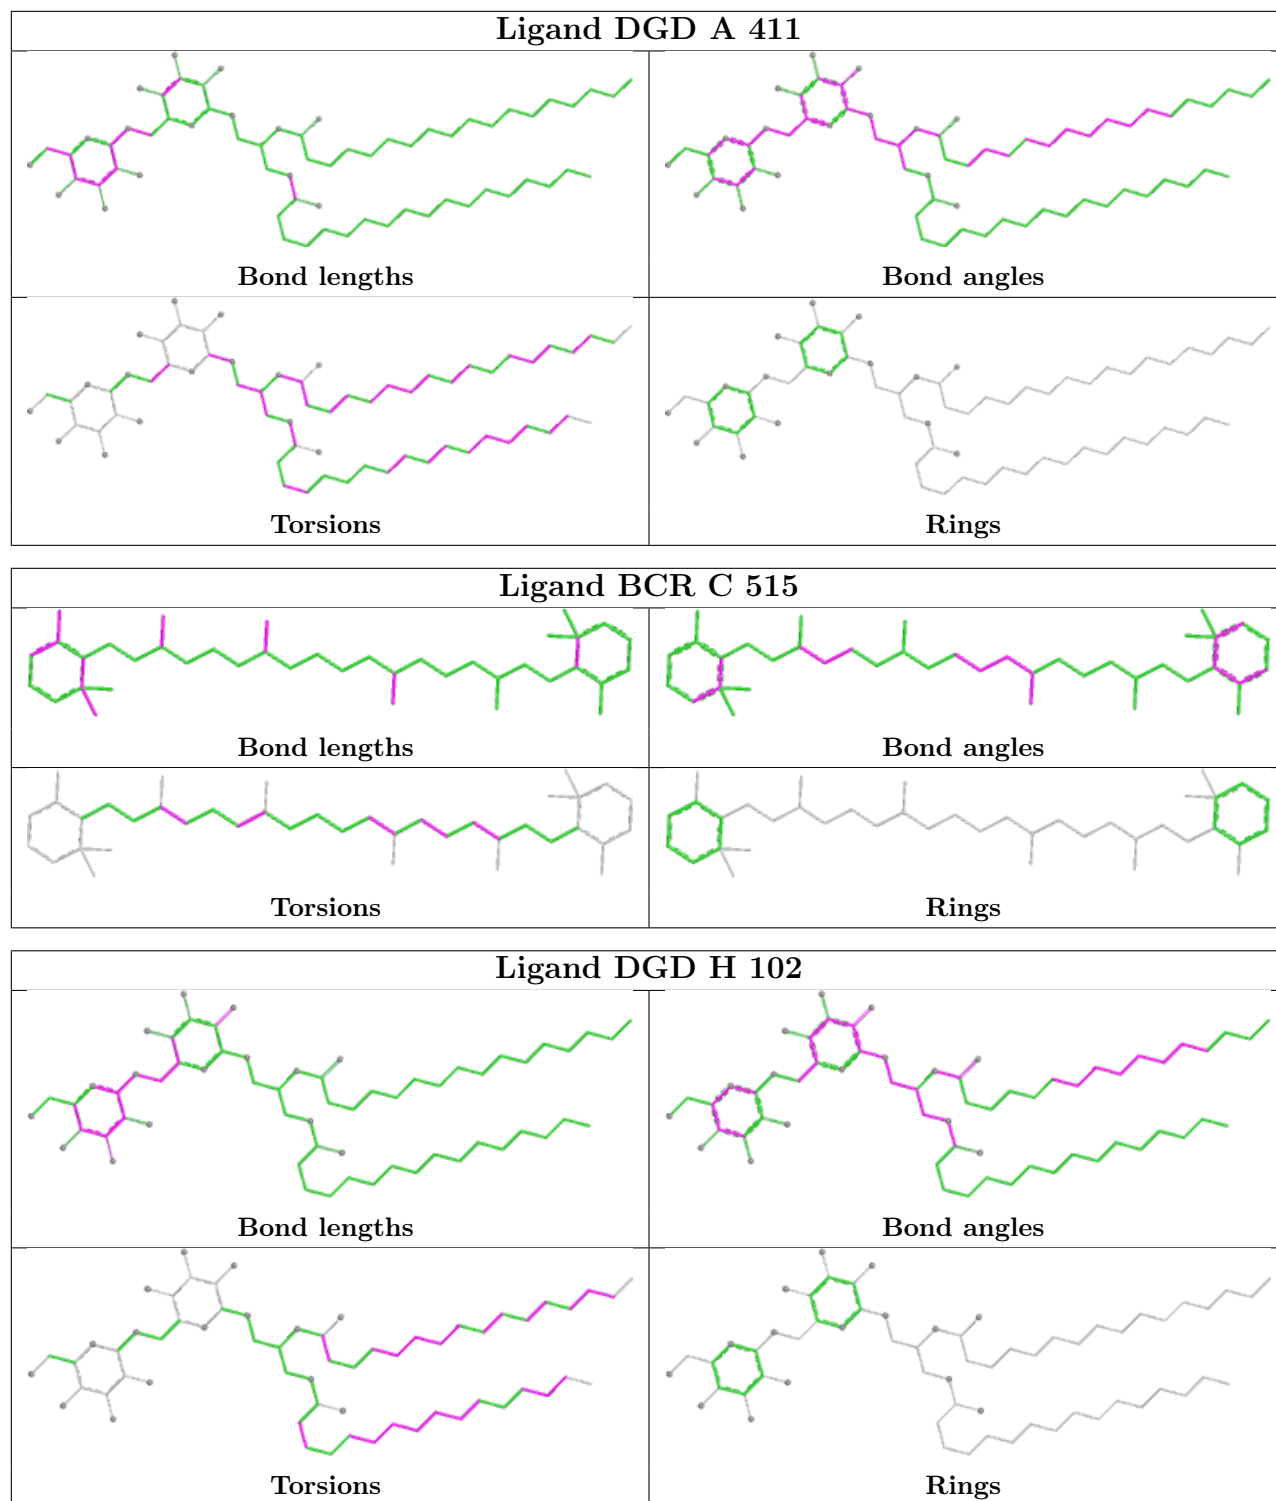 Ligand DGD A 411
Bond lengths
Bond angles
Torsions
Rings
Ligand BCR C 515
Bond lengths
Bond angles
Torsions
Rings
Ligand DGD H 102
Bond lengths
Bond angles
Torsions
Rings